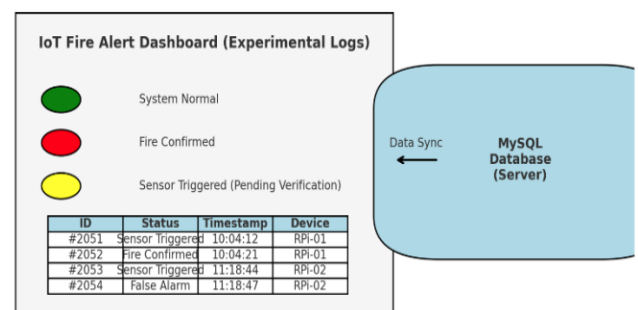 IoT Fire Alert Dashboard (Experimental Logs)
System Normal
Fire Confirmed
Sensor Triggered (Pending Verification)
ID Status Timestamp Device
#2051 Sensor Triggered 10:04:12 RPi-01
#2052 Fire Confirmed 10:04:21 RPi-01
#2053 Sensor Triggered 11:18:44 RPi-02
#2054 False Alarm 11:18:47 RPi-02
Data Sync
MySQL
Database
(Server)